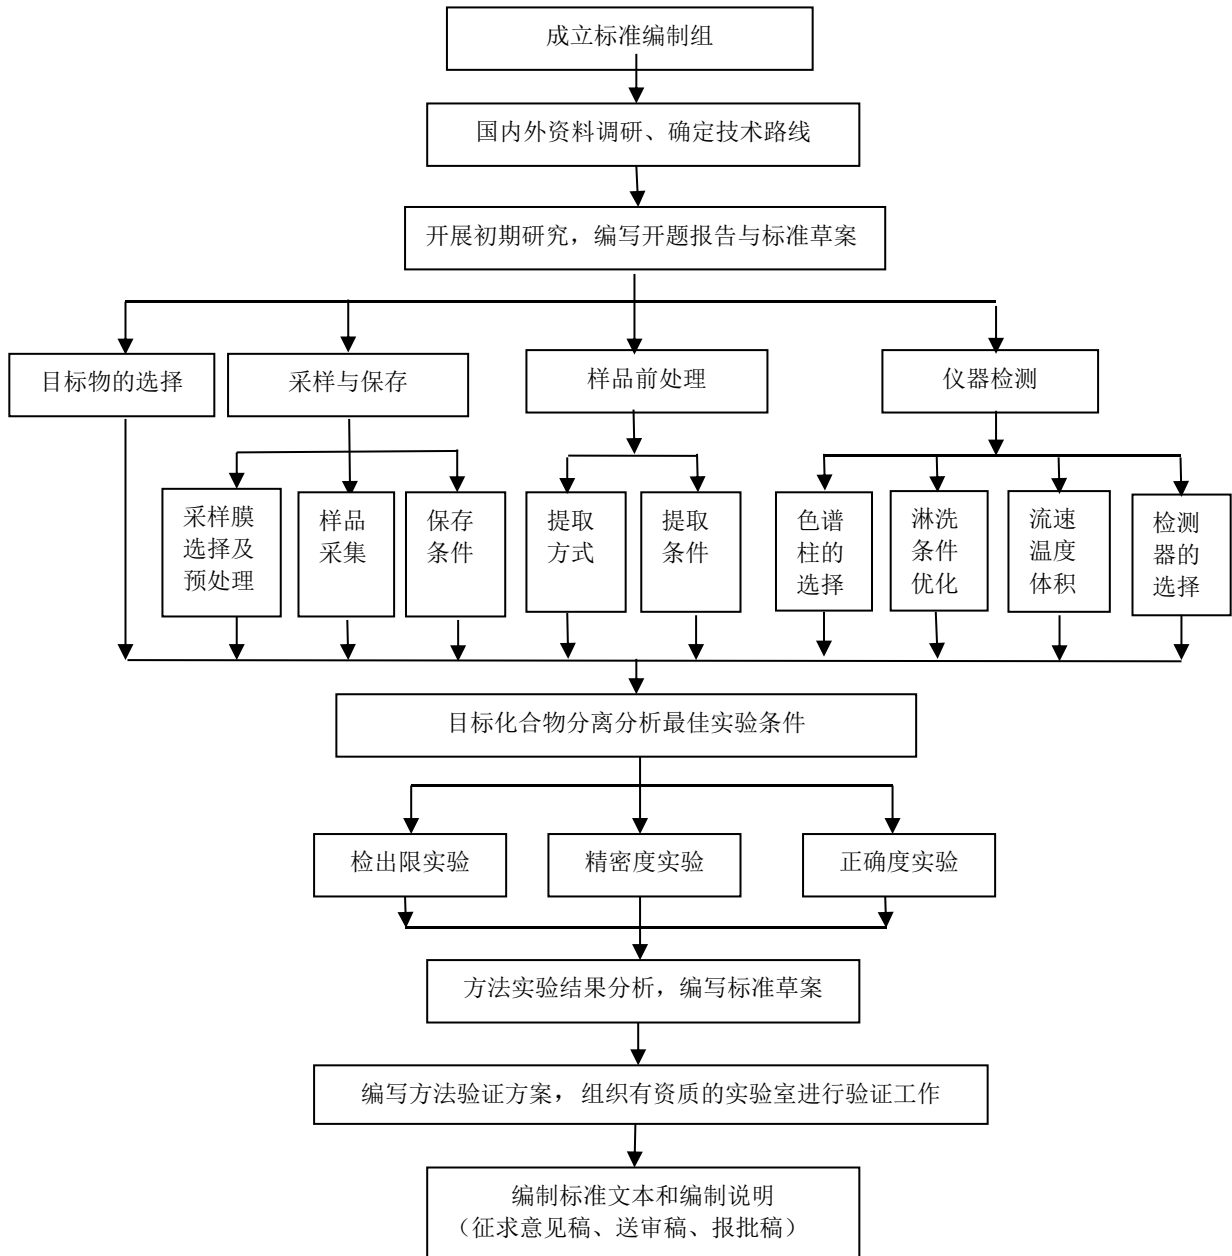 成立标准编制组
国内外资料调研、确定技术路线
开展初期研究，编写开题报告与标准草案
目标物的选择
采样与保存
样品前处理
仪器检测
采样膜
选择及
预处理
样品
采集
保存
条件
提取
方式
提取
条件
色谱
柱的
选择
淋洗
条件
优化
流速
温度
体积
检测
器的
选择
目标化合物分离分析最佳实验条件
检出限实验
精密度实验
正确度实验
方法实验结果分析，编写标准草案
编写方法验证方案，组织有资质的实验室进行验证工作
编制标准文本和编制说明
（征求意见稿、送审稿、报批稿）